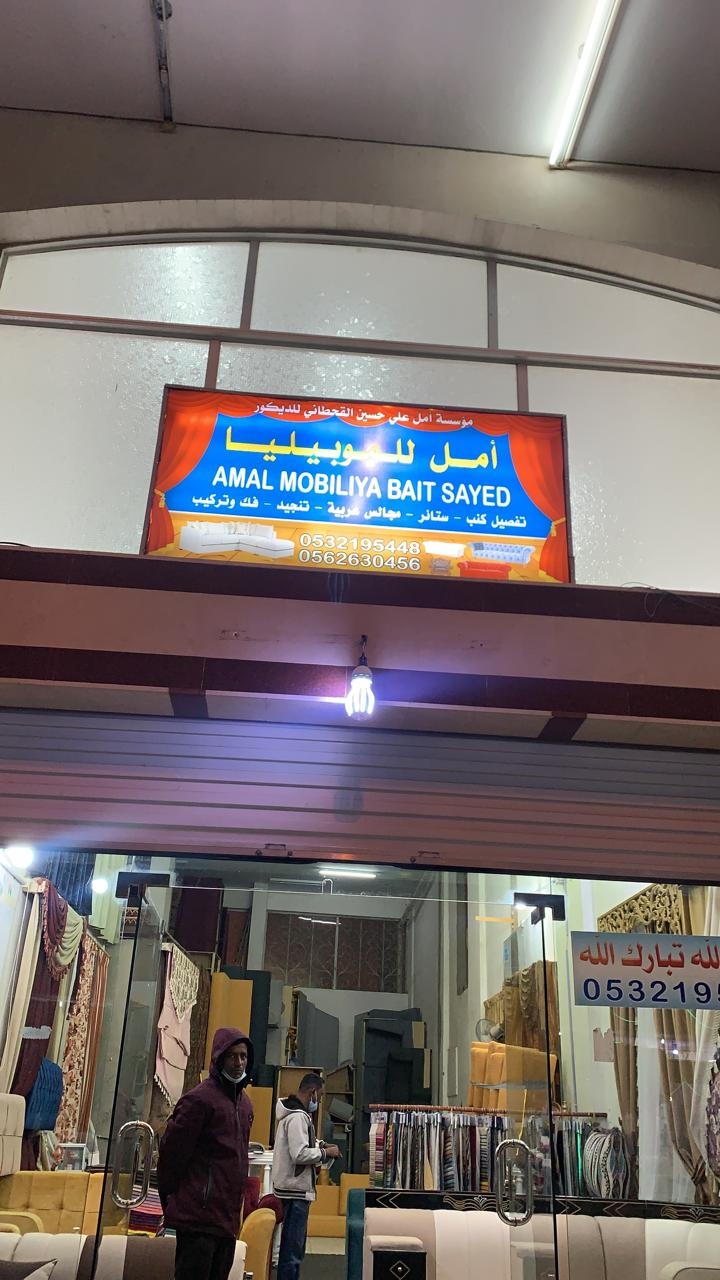 مؤسسة أمل علي حسين القحطاني للديكور
أمل للموبيليا
AMAL MOBILIYA BAIT SAYED
تفصيل كنب - ستائر - مجالس عربية - تنجيد - فك وتركيب
0532195448
0562630456
الله تبارك الله
053219